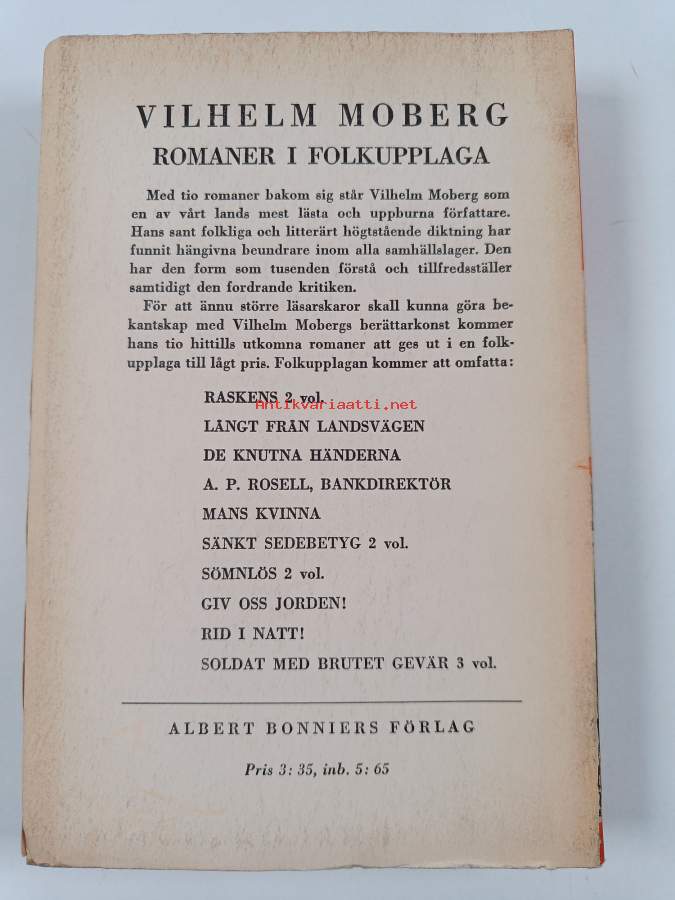 VILHELM MOBERG
ROMANER I FOLKUPPLAGA
Med tio romaner bakom sig står Vilhelm Moberg som
en av vårt lands mest lästa och uppburna författare.
Hans sant folkliga och litterärt högtstående diktning har
funnit hängivna beundrare inom alla samhällslager. Den
har den form som tusenden förstå och tillfredsställer
samtidigt den fordrande kritiken.
För att ännu större läsarskaror skall kunna göra be-
kantskap med Vilhelm Mobergs berättarkonst kommer
hans tio hittills utkomna romaner att ges ut i en folk-
upplaga till lågt pris. Folkupplagan kommer att omfatta:
RASKENS 2 vol.
Antikvariaatti.net
LÅNGT FRÅN LANDSVÄGEN
DE KNUTNA HÄNDERNA
A. P. ROSELL, BANKDIREKTÖR
MANS KVINNA
SÄNKT SEDEBETYG 2 vol.
SÖMNLÖS 2 vol.
GIV OSS JORDEN!
RID I NATT!
SOLDAT MED BRUTET GEVÄR 3 vol.
ALBERT BONNIERS FÖRLAG
Pris 3: 35, inb. 5: 65